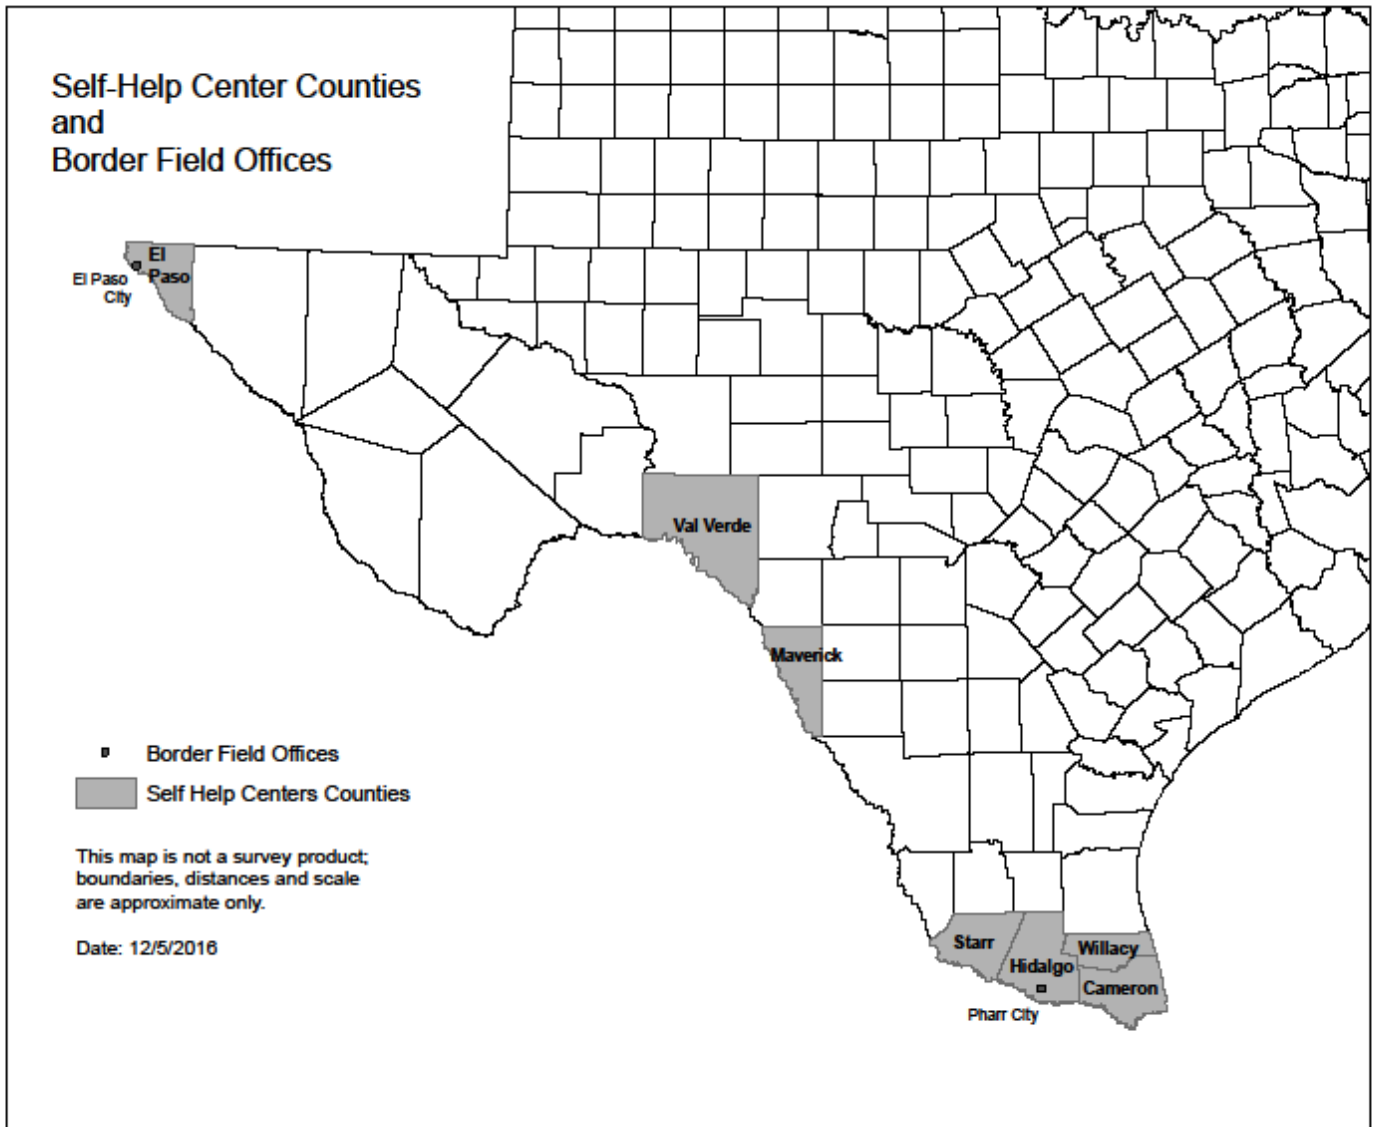 Self-Help Center Counties
and
Border Field Offices
El
Paso
El Paso
City
Val Verde
Maverick
Border Field Offices
Self Help Centers Counties
This map is not a survey product;
boundaries, distances and scale
are approximate only.
Date: 12/5/2016
Starr
Willacy
Hidalgo
Cameron
Pharr City